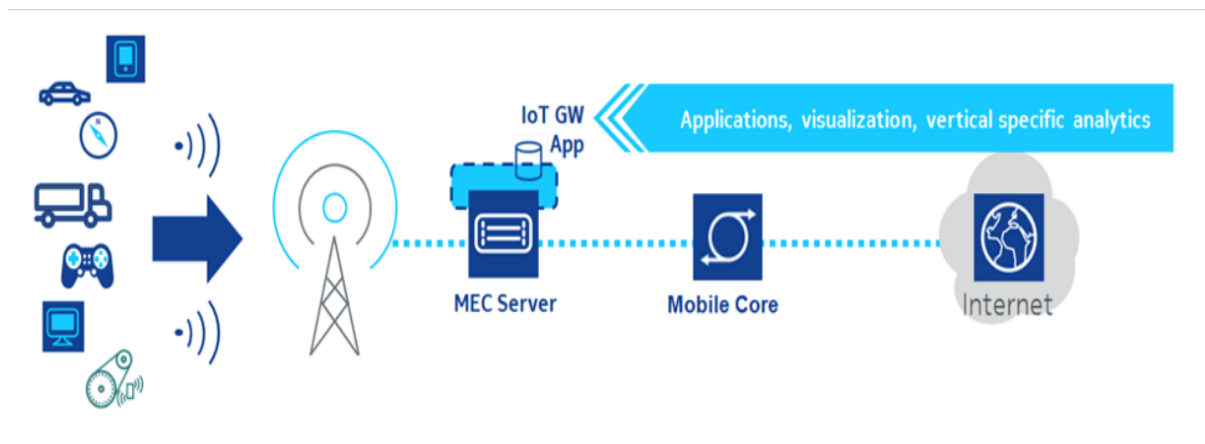 IoT GW
App
Applications, visualization, vertical specific analytics
N
MEC Server
Mobile Core
Internet